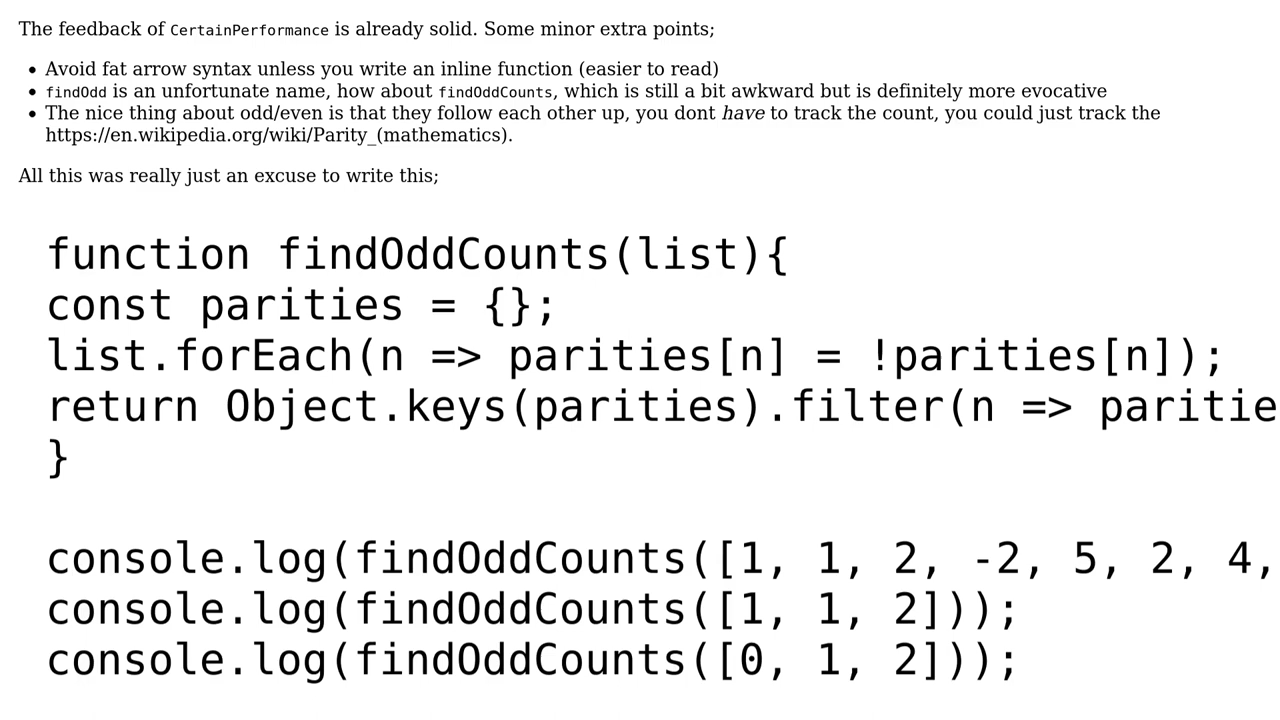 The feedback of CertainPerformance is already solid. Some minor extra points;
• Avoid fat arrow syntax unless you write an inline function (easier to read)
• findOdd is an unfortunate name, how about findOddCounts, which is still a bit awkward but is definitely more evocative
• The nice thing about odd/even is that they follow each other up, you dont have to track the count, you could just track the
https://en.wikipedia.org/wiki/Parity_(mathematics).
All this was really just an excuse to write this;
function findOddCounts(list){
const parities = {};
list.forEach(n => parities[n] = !parities[n]);
return Object.keys(parities).filter(n => paritie
}
console.log(findOddCounts([1, 1, 2, -2, 5, 2, 4,
console.log(findOddCounts([1, 1, 2]));
console.log(findOddCounts([0, 1, 2]));